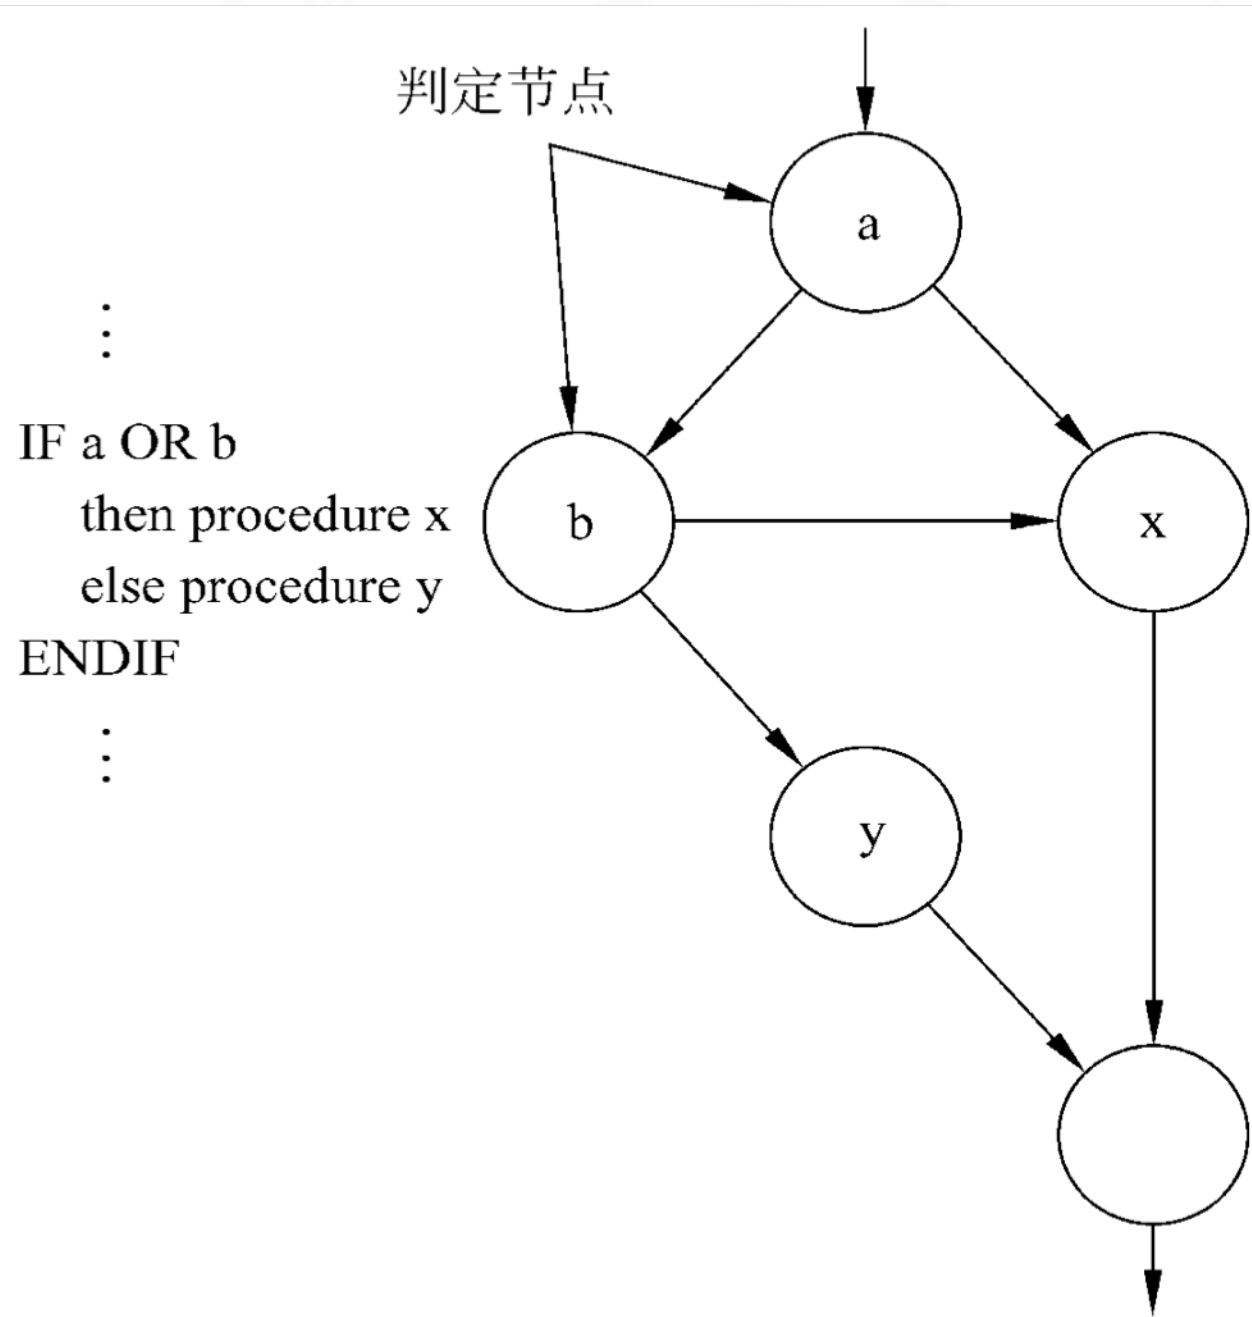 判定节点
a
⋮
IF a OR b
then procedure x
else procedure y
ENDIF
⋮
b
x
y